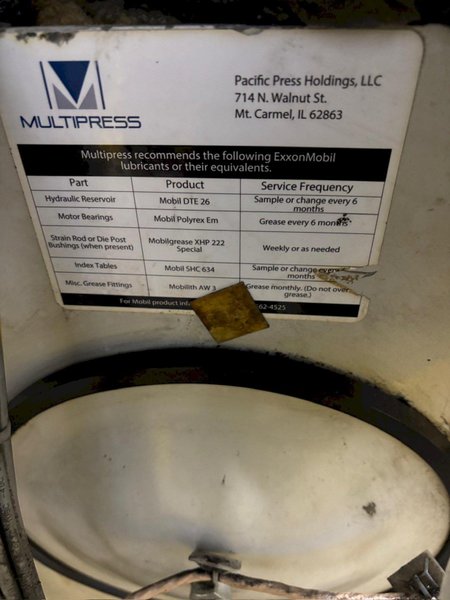 MULTIPRESS
Pacific Press Holdings, LLC
714 N. Walnut St.
Mt. Carmel, IL 62863
Multipress recommends the following ExxonMobil
lubricants or their equivalents.
Part Product Service Frequency
Hydraulic Reservoir Mobil DTE 26 Sample or change every 6
months
Motor Bearings Mobil Polyrex Em Grease every 6 months
Strain Rod or Die Post
Bushings (when present) Mobilgrease XHP 222
Special Weekly or as needed
Index Tables Mobil SHC 634 Sample or change every
months
Misc. Grease Fittings Mobilith AW 3 Grease monthly. (Do not over
grease.)
For Mobil product 62-4525